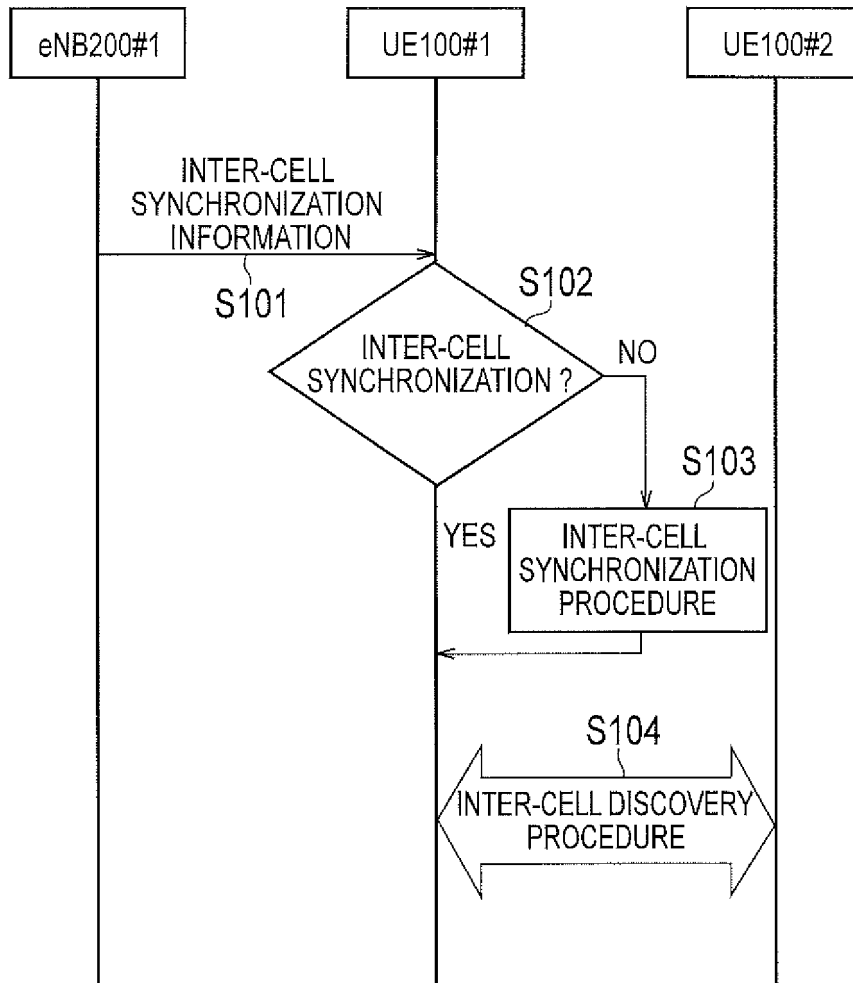 eNB200#1
UE100#1
UE100#2
INTER-CELL
SYNCHRONIZATION
INFORMATION
S101
S102
INTER-CELL
SYNCHRONIZATION ?
NO
S103
YES
INTER-CELL
SYNCHRONIZATION
PROCEDURE
S104
INTER-CELL DISCOVERY
PROCEDURE